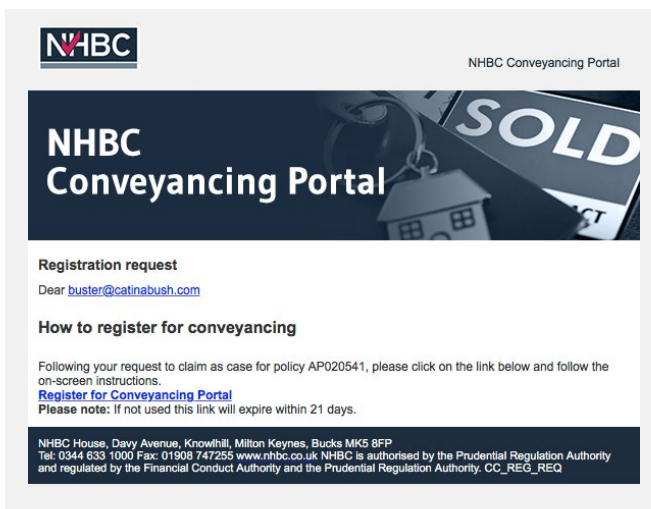 NHBC
NHBC Conveyancing Portal
SOLD
NHBC
Conveyancing Portal
CT
Registration request
Dear buster@catinabush.com
How to register for conveyancing
Following your request to claim as case for policy AP020541, please click on the link below and follow the
on-screen instructions.
Register for Conveyancing Portal
Please note: If not used this link will expire within 21 days.
NHBC House, Davy Avenue, Knowlhill, Milton Keynes, Bucks MK5 8FP
Tel: 0344 633 1000 Fax: 01908 747255 www.nhbc.co.uk NHBC is authorised by the Prudential Regulation Authority
and regulated by the Financial Conduct Authority and the Prudential Regulation Authority. CC_REG_REQ